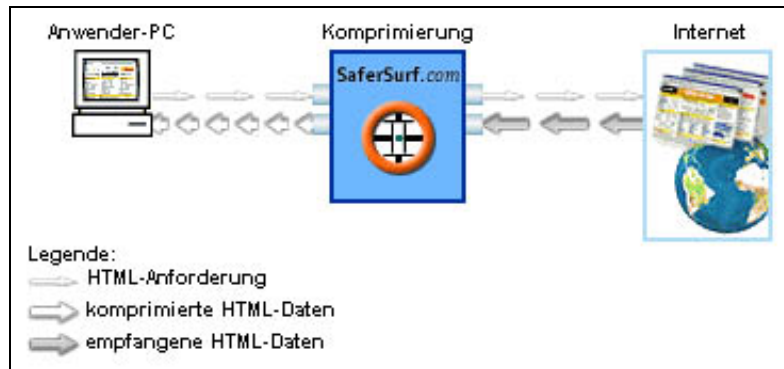 Anwender-PC Komprimierung Internet
SaferSurf.com
Legende:
HTML-Anforderung
komprimierte HTML-Daten
empfangene HTML-Daten